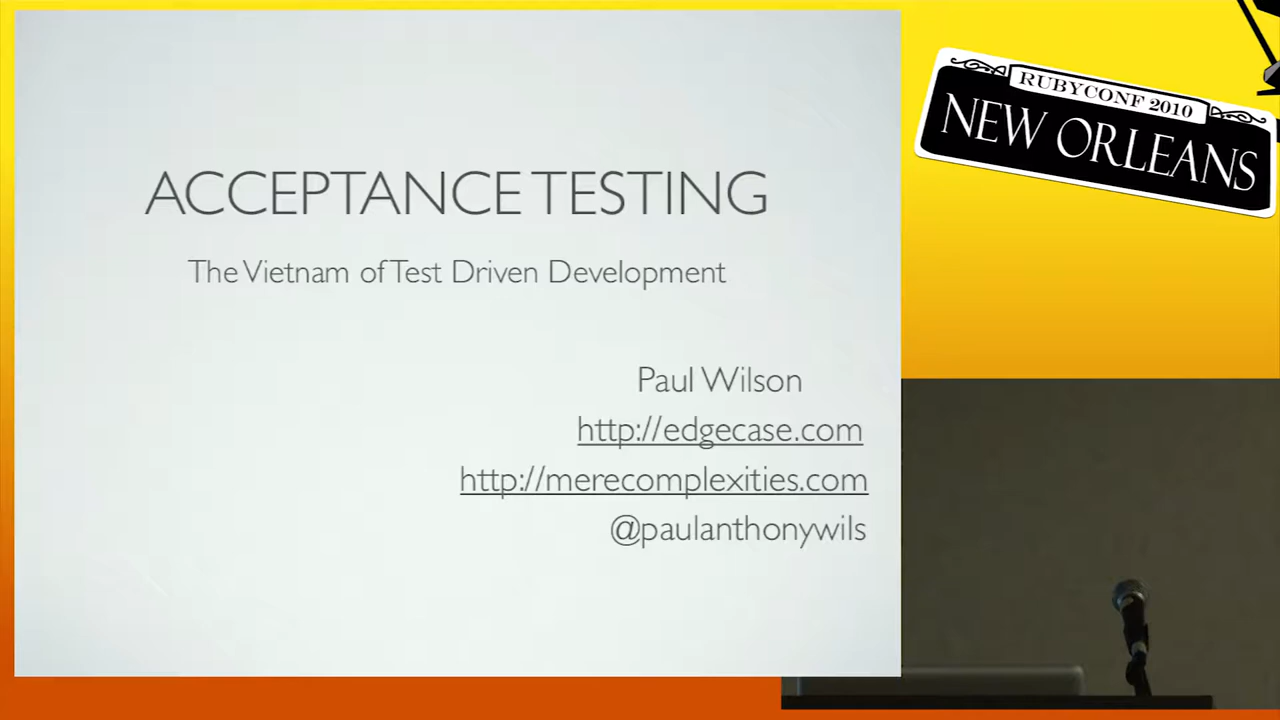 ACCEPTANCE TESTING
The Vietnam of Test Driven Development
Paul Wilson
http://edgecase.com
http://merecomplexities.com
@paulanthonywils
RUBYCONF 2010
NEW ORLEANS